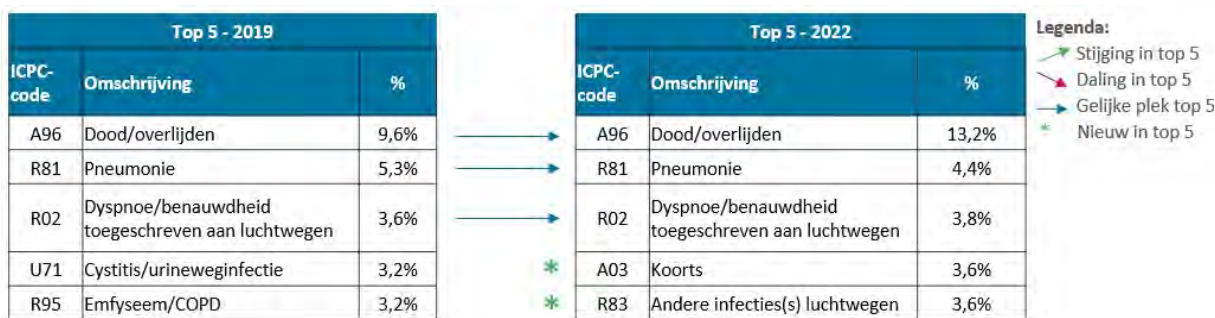 Top 5 - 2019
ICPC-
code Omschrijving %
A96 Dood/overlijden 9,6%
R81 Pneumonie 5,3%
R02 Dyspnoe/benauwdheid
toegeschreven aan luchtwegen 3,6%
U71 Cystitis/urineweginfectie 3,2%
R95 Emfyseem/COPD 3,2%
Top 5 - 2022
ICPC-
code Omschrijving %
A96 Dood/overlijden 13,2%
R81 Pneumonie 4,4%
R02 Dyspnoe/benauwdheid
toegeschreven aan luchtwegen 3,8%
* A03 Koorts 3,6%
* R83 Andere infecties(s) luchtwegen 3,6%
Legenda:
Stijging in top 5
Daling in top 5
Gelijke plek top 5
* Nieuw in top 5